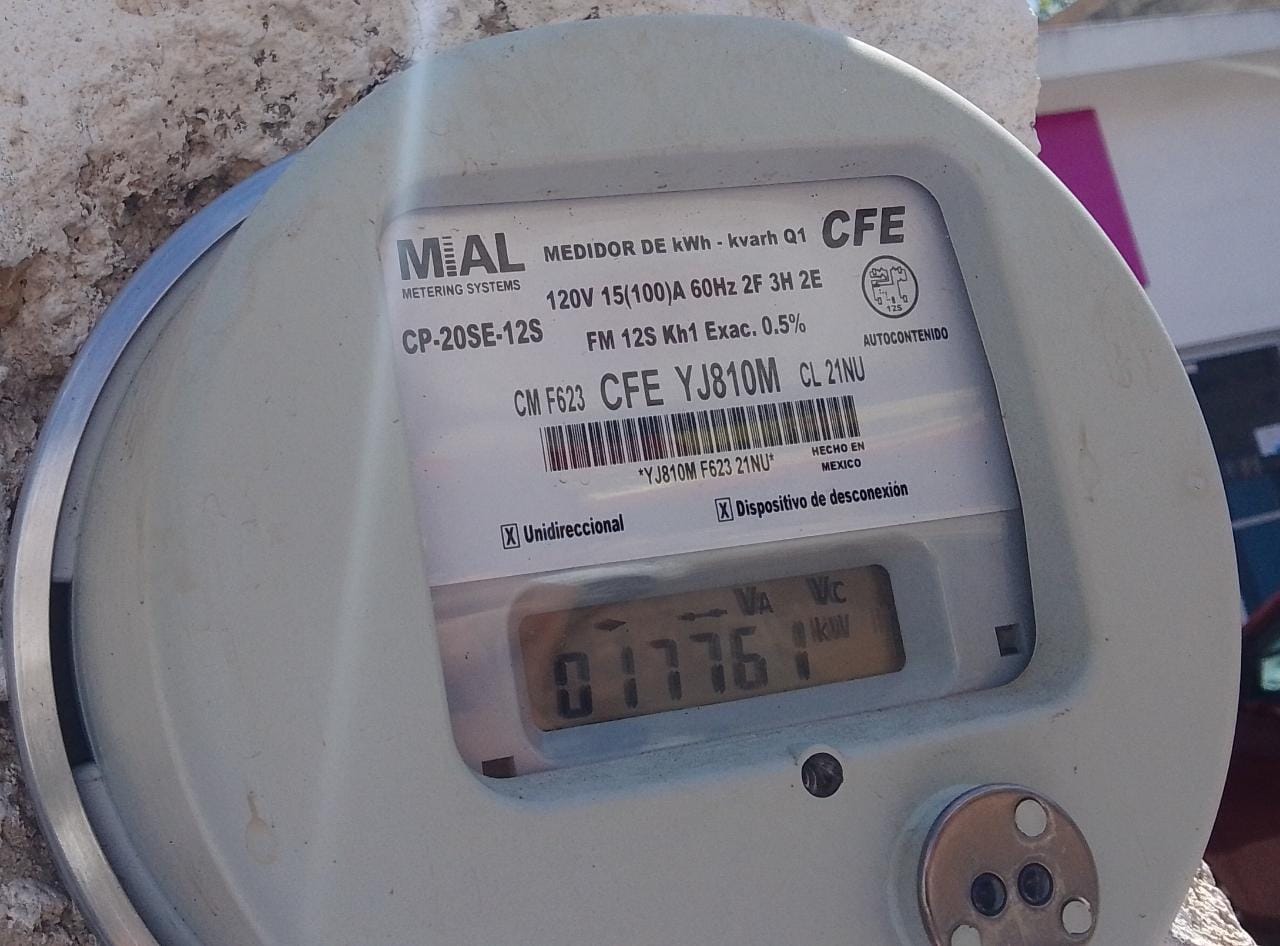 MIAL MEDIDOR DE kWh - kvarh Q1 CFE
METERING SYSTEMS 120V 15(100)A 60Hz 2F 3H 2E
12S
CP-20SE-12S FM 12S Kh1 Exac. 0.5% AUTOCONTENIDO
CM F623 CFE YJ810M CL 21NU
*YJ810M F623 21NU* HECHO EN
MEXICO
X Unidireccional X Dispositivo de desconexión
VA VC
017761 kW